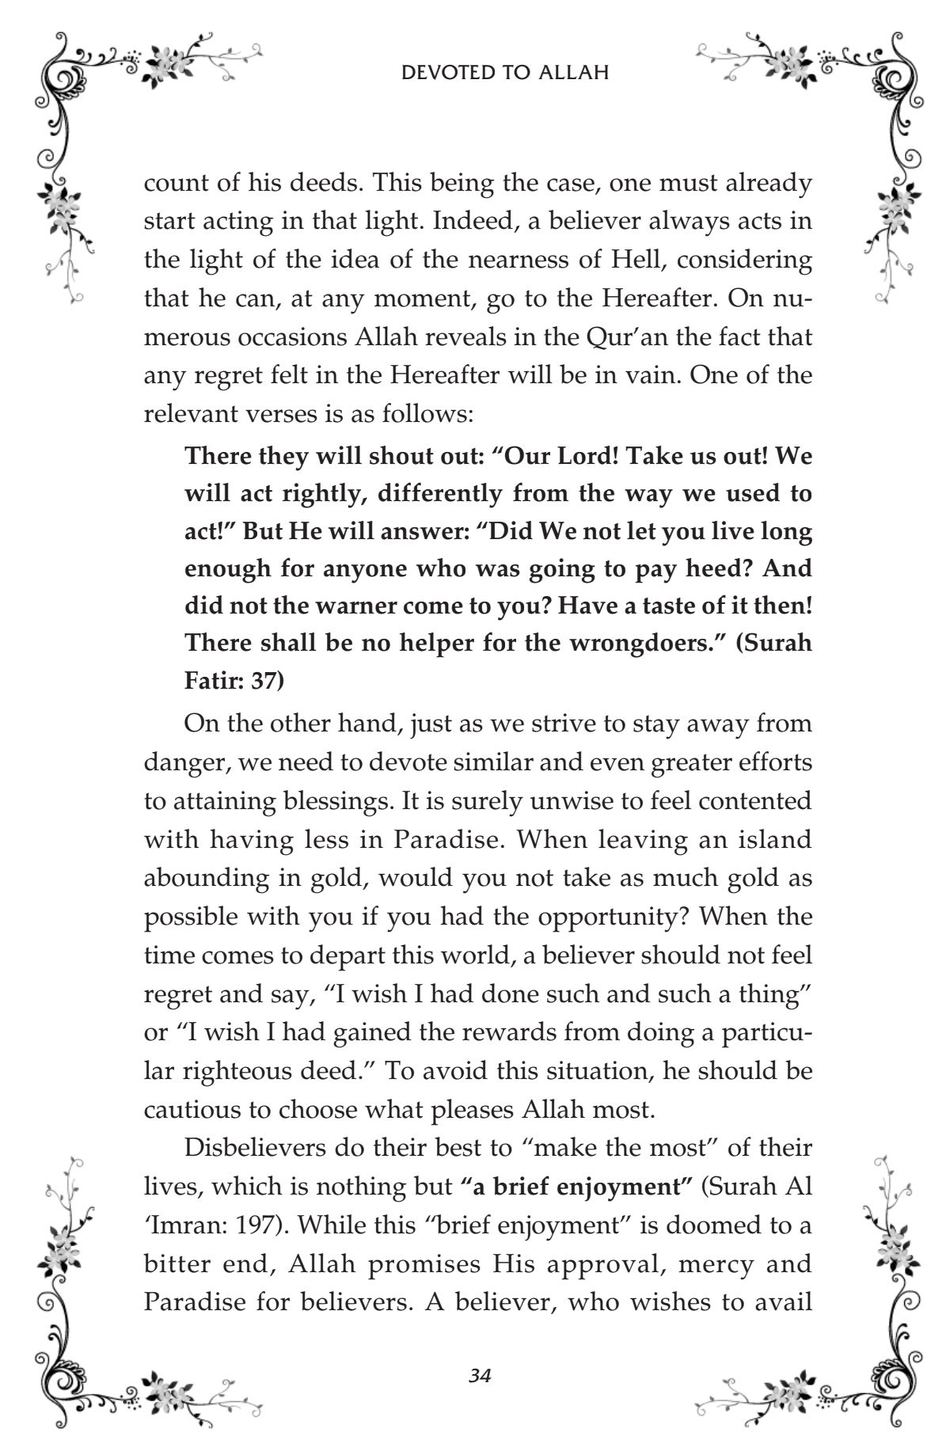 DEVOTED TO ALLAH
count of his deeds. This being the case, one must already
start acting in that light. Indeed, a believer always acts in
the light of the idea of the nearness of Hell, considering
that he can, at any moment, go to the Hereafter. On nu-
merous occasions Allah reveals in the Qur’an the fact that
any regret felt in the Hereafter will be in vain. One of the
relevant verses is as follows:
There they will shout out: “Our Lord! Take us out! We
will act rightly, differently from the way we used to
act!” But He will answer: “Did We not let you live long
enough for anyone who was going to pay heed? And
did not the warner come to you? Have a taste of it then!
There shall be no helper for the wrongdoers.” (Surah
Fatir: 37)
On the other hand, just as we strive to stay away from
danger, we need to devote similar and even greater efforts
to attaining blessings. It is surely unwise to feel contented
with having less in Paradise. When leaving an island
abounding in gold, would you not take as much gold as
possible with you if you had the opportunity? When the
time comes to depart this world, a believer should not feel
regret and say, “I wish I had done such and such a thing”
or “I wish I had gained the rewards from doing a particu-
lar righteous deed.” To avoid this situation, he should be
cautious to choose what pleases Allah most.
Disbelievers do their best to “make the most” of their
lives, which is nothing but “a brief enjoyment” (Surah Al
‘Imran: 197). While this “brief enjoyment” is doomed to a
bitter end, Allah promises His approval, mercy and
Paradise for believers. A believer, who wishes to avail
34